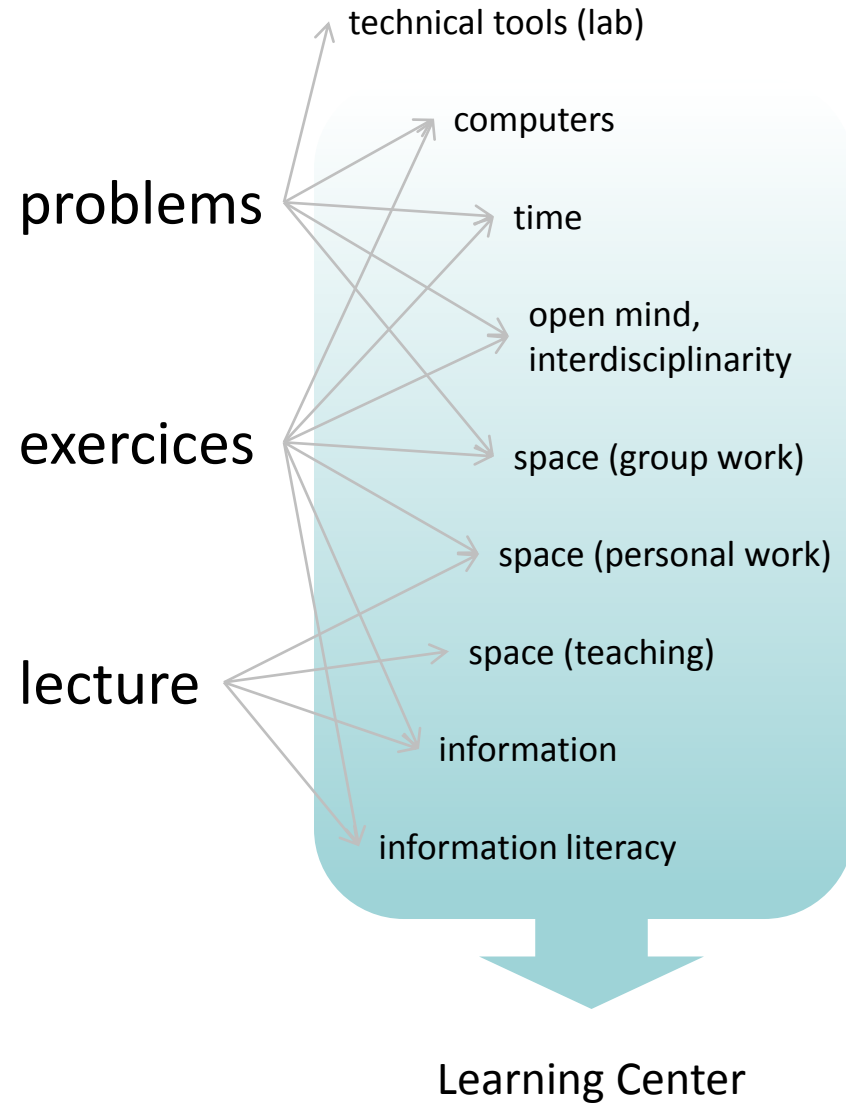 technical tools (lab)
computers
problems
time
open mind,
interdisciplinarity
exercices
space (group work)
space (personal work)
space (teaching)
lecture
information
information literacy
Learning Center